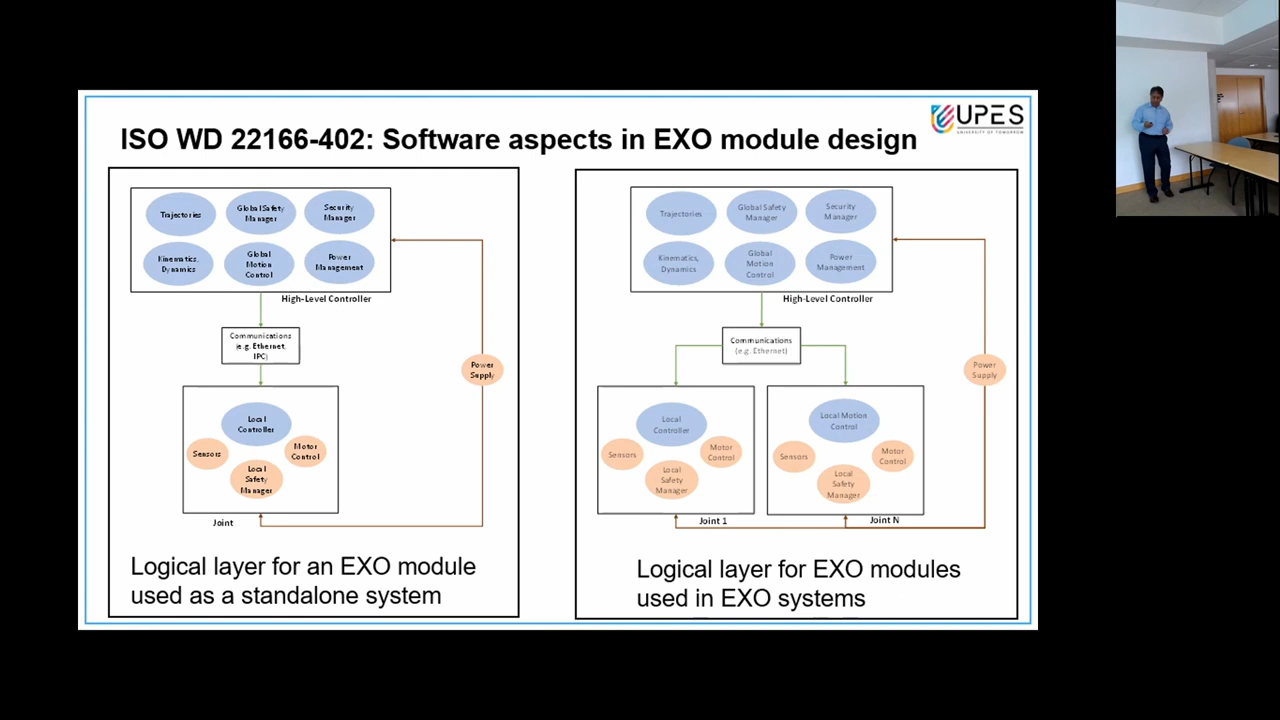 UPES
UNIVERSITY OF TOMORROW
ISO WD 22166-402: Software aspects in EXO module design
Trajectories
Global Safety
Manager
Security
Manager
Kinematics,
Dynamics
Global
Motion
Control
Power
Management
High-Level Controller
Communications
(e.g. Ethernet,
IPC)
Power
Supply
Local
Controller
Sensors
Motor
Control
Local
Safety
Manager
Joint
Logical layer for an EXO module
used as a standalone system
Trajectories
Global Safety
Manager
Security
Manager
Kinematics,
Dynamics
Global
Motion
Control
Power
Management
High-Level Controller
Communications
(e.g. Ethernet)
Power
Supply
Local
Controller
Sensors
Motor
Control
Local
Safety
Manager
Joint 1
Local Motion
Control
Sensors
Motor
Control
Local
Safety
Manager
Joint N
Logical layer for EXO modules
used in EXO systems